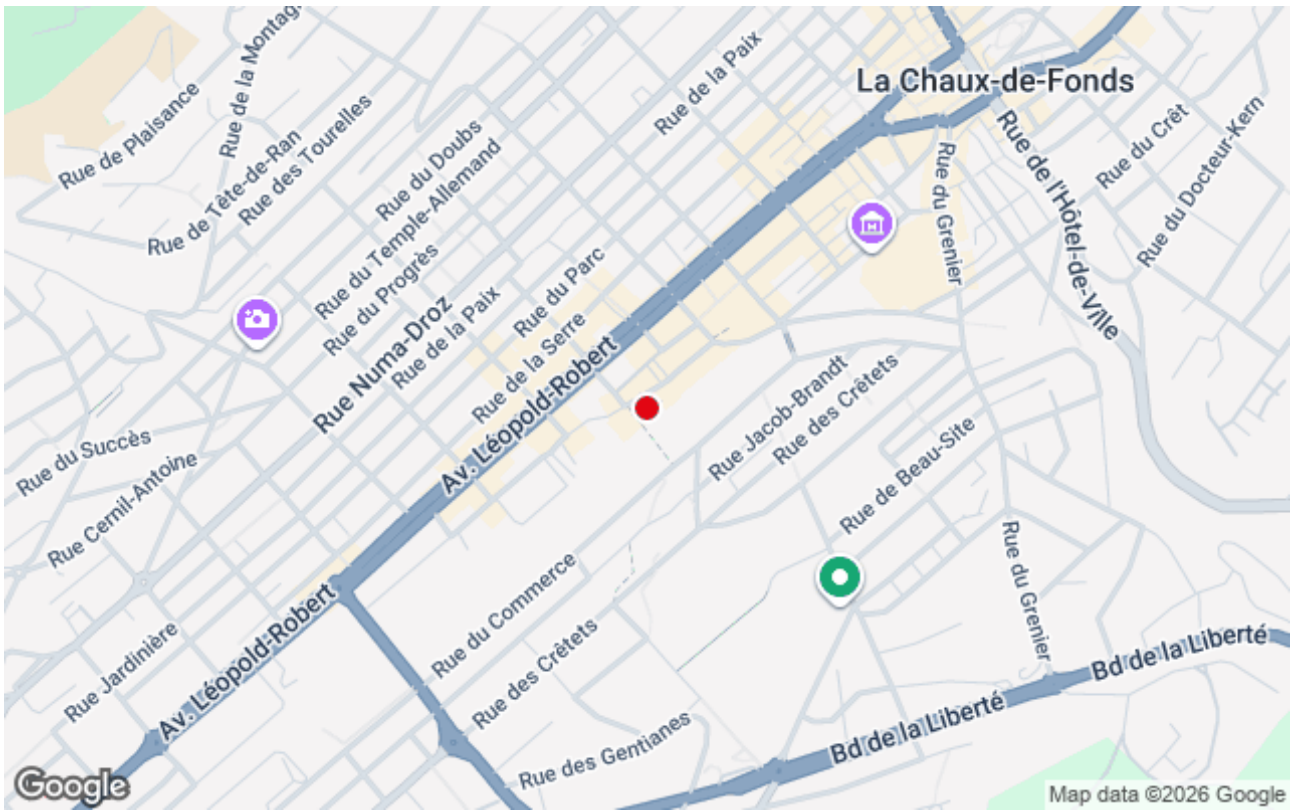 Rue de la Montag
Rue de la Paix
La Chaux-de-Fonds
Rue de Plaisance
Rue des Tourelles
Rue du Doubs
Rue du Crêt
Rue de l'Hôtel-de-Ville
Rue du Docteur-Kern
Rue de Tête-de-Ran
Rue du Temple-Allemand
Rue du Grenier
Rue du Progrès
Rue du Parc
Rue de la Paix
Rue de la Serre
Rue Numa-Droz
Av. Léopold-Robert
Rue Jacob-Brandt
Rue des Crêtets
Rue du Succès
Rue Cernil-Antoine
Rue de Beau-Site
Rue du Commerce
Rue du Grenier
Av. Léopold-Robert
Rue Jardinière
Rue des Crêtets
Bd de la Liberté
Bd de la Liberté
Rue des Gentianes
Google
Map data ©2026 Google